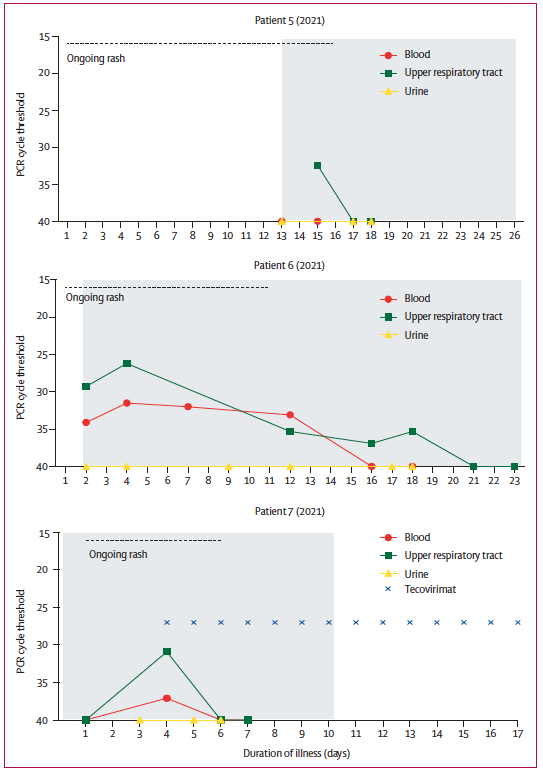 Patient 5 (2021)
15
20
25
30
35
40
PCR cycle threshold
Ongoing rash
Blood
Upper respiratory tract
Urine
1 2 3 4 5 6 7 8 9 10 11 12 13 14 15 16 17 18 19 20 21 22 23 24 25 26
Patient 6 (2021)
15
20
25
30
35
40
PCR cycle threshold
Ongoing rash
Blood
Upper respiratory tract
Urine
1 2 3 4 5 6 7 8 9 10 11 12 13 14 15 16 17 18 19 20 21 22 23
Patient 7 (2021)
15
20
25
30
35
40
PCR cycle threshold
Ongoing rash
Blood
Upper respiratory tract
Urine
Tecovirimat
1 2 3 4 5 6 7 8 9 10 11 12 13 14 15 16 17
Duration of illness (days)